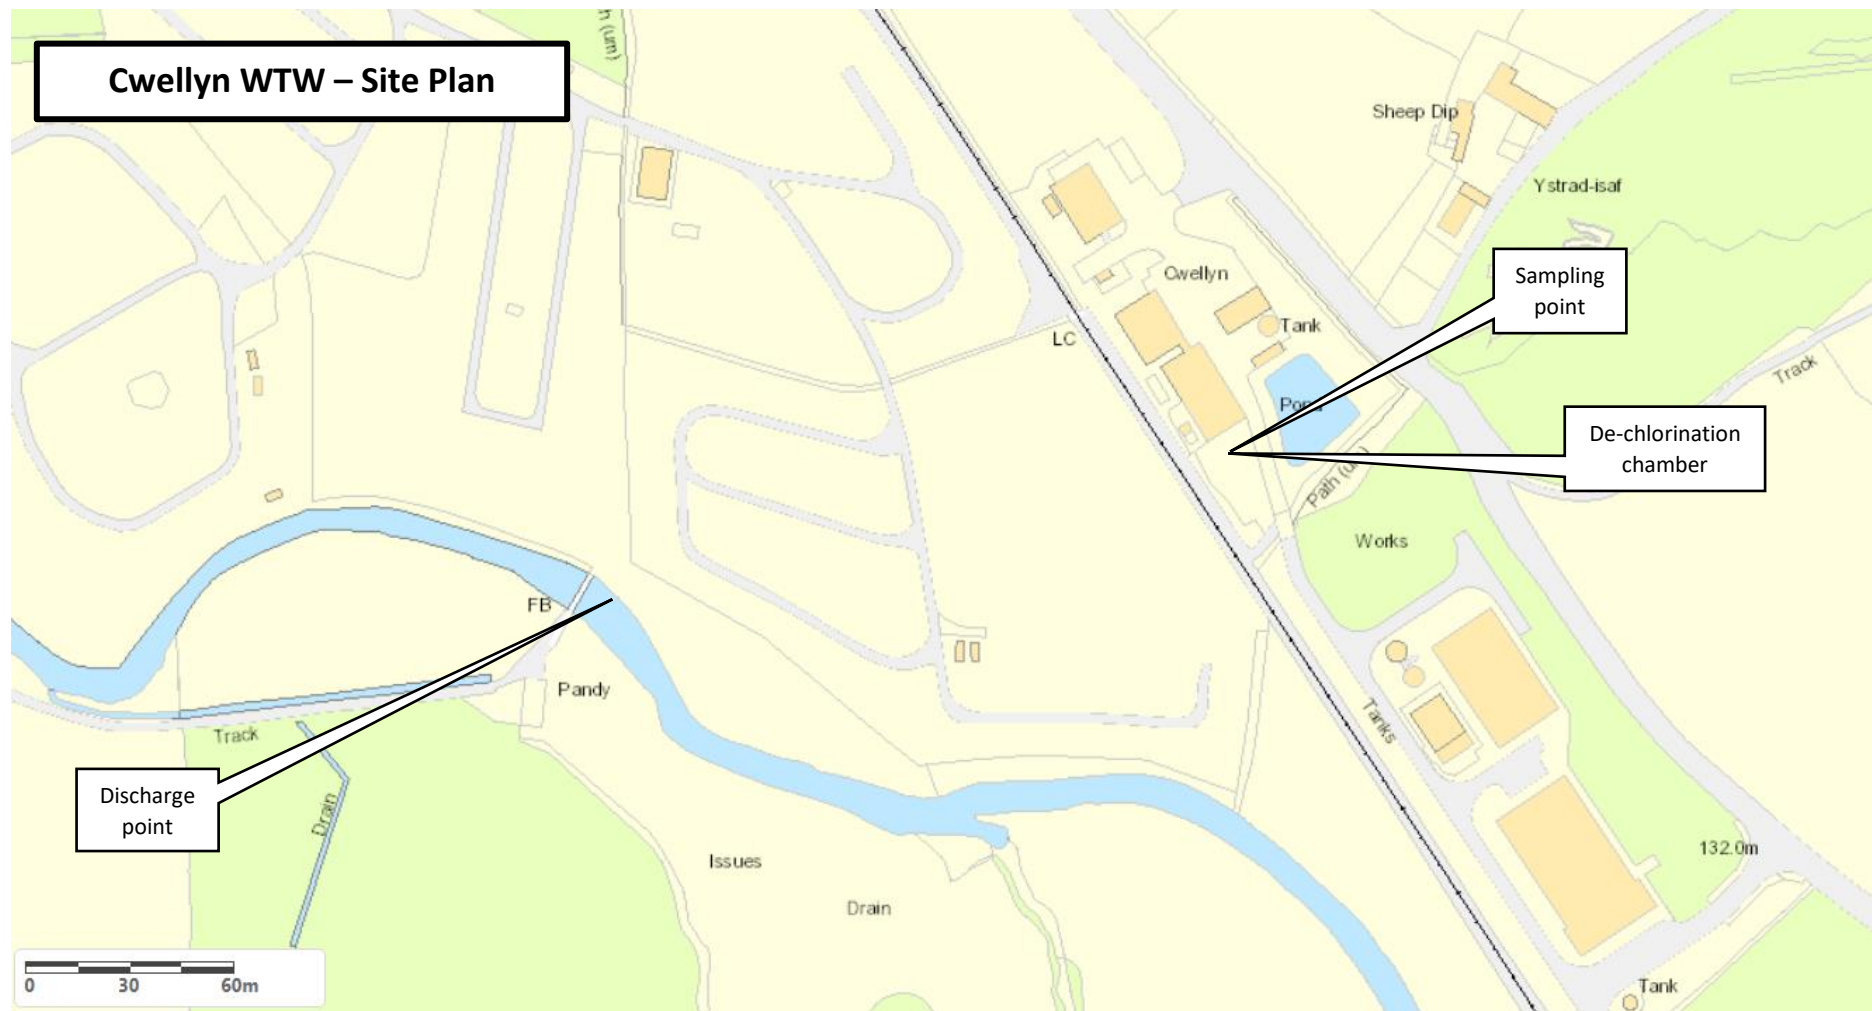 h (um)
Cwellyn WTW – Site Plan
Sheep Dip
Ystrad-isaf
Cwellyn
Sampling
point
Tank
LC
Track
Pond
De-chlorination
chamber
Path (um)
Works
FB
Pandy
Tanks
Track
Discharge
point
Drain
Issues
132.0m
Drain
0 30 60m
Tank